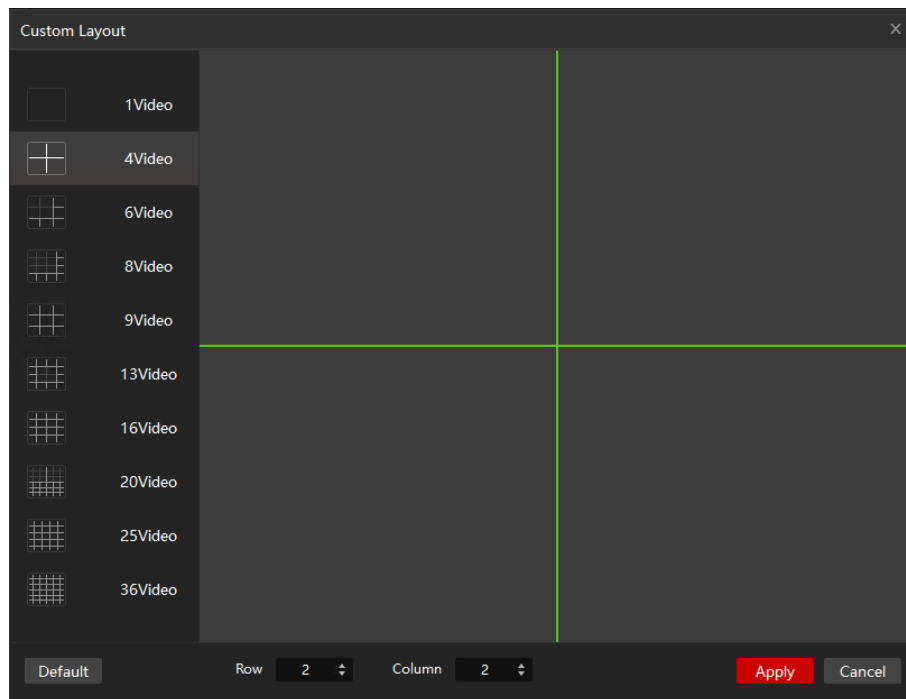 Custom Layout X
1Video
4Video
6Video
8Video
9Video
13Video
16Video
20Video
25Video
36Video
Default Row 2 Column 2 Apply Cancel